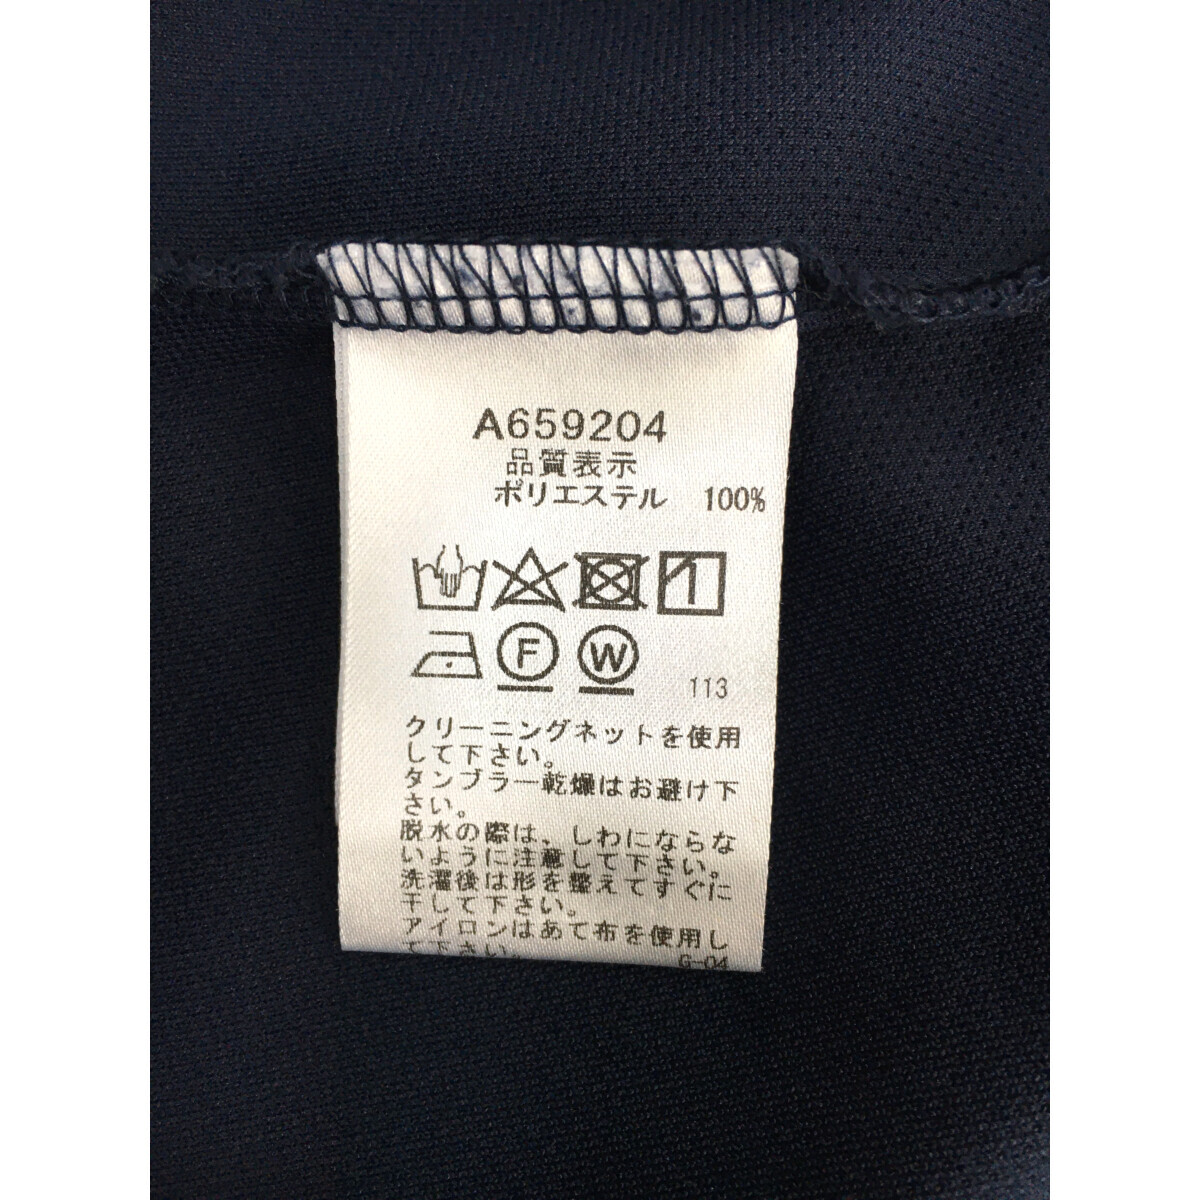 A659204
品質表示
ポリエステル 100%
F W 113
クリーニングネットを使用
して下さい。
タンブラー乾燥はお避け下
さい。
脱水の際は、しわにならな
いように注意して下さい。
洗濯後は形を整えてすぐに
干して下さい。
アイロンはあて布を使用し
て下さい。 G-04